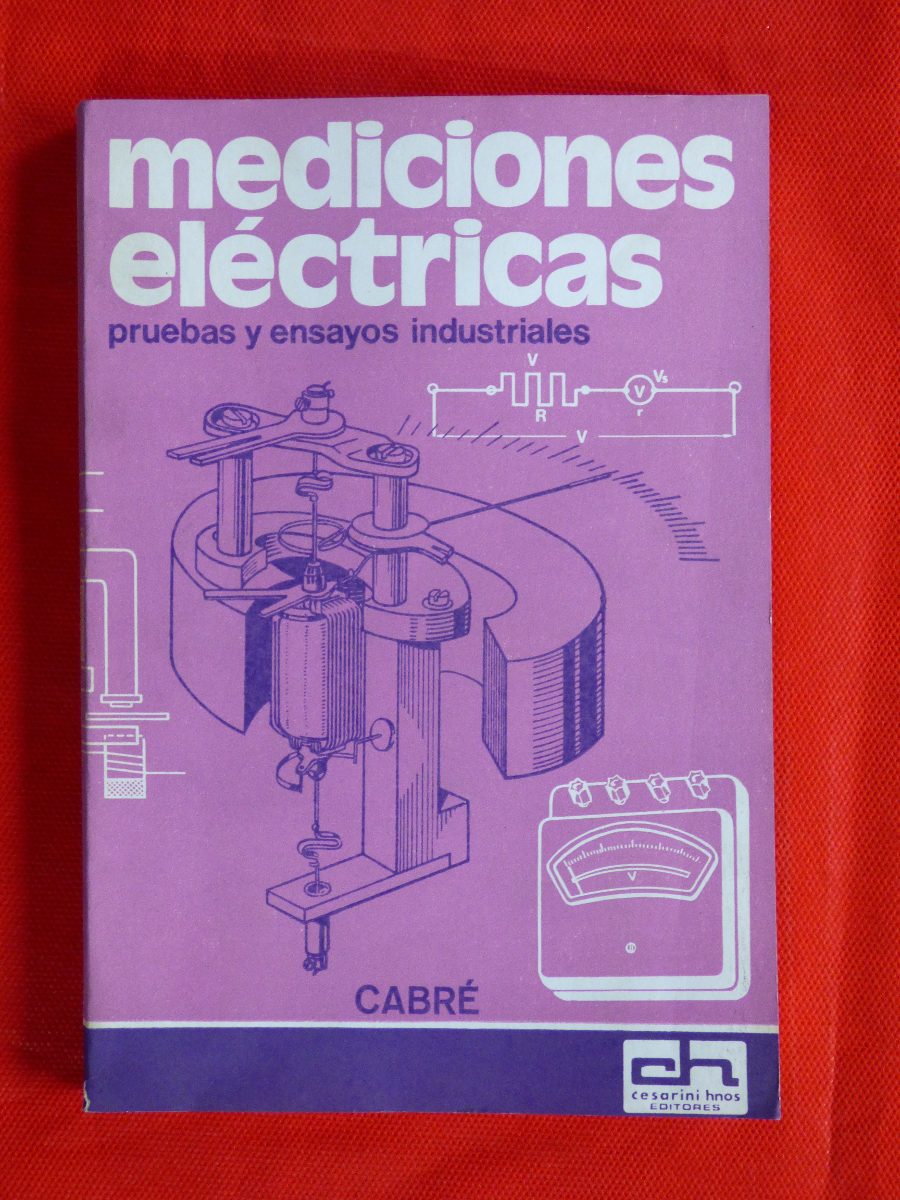 mediciones
eléctricas
pruebas y ensayos industriales
V
Vs
V
R
r
V
V
CABRÉ
ch
cesarini hnos
EDITORES